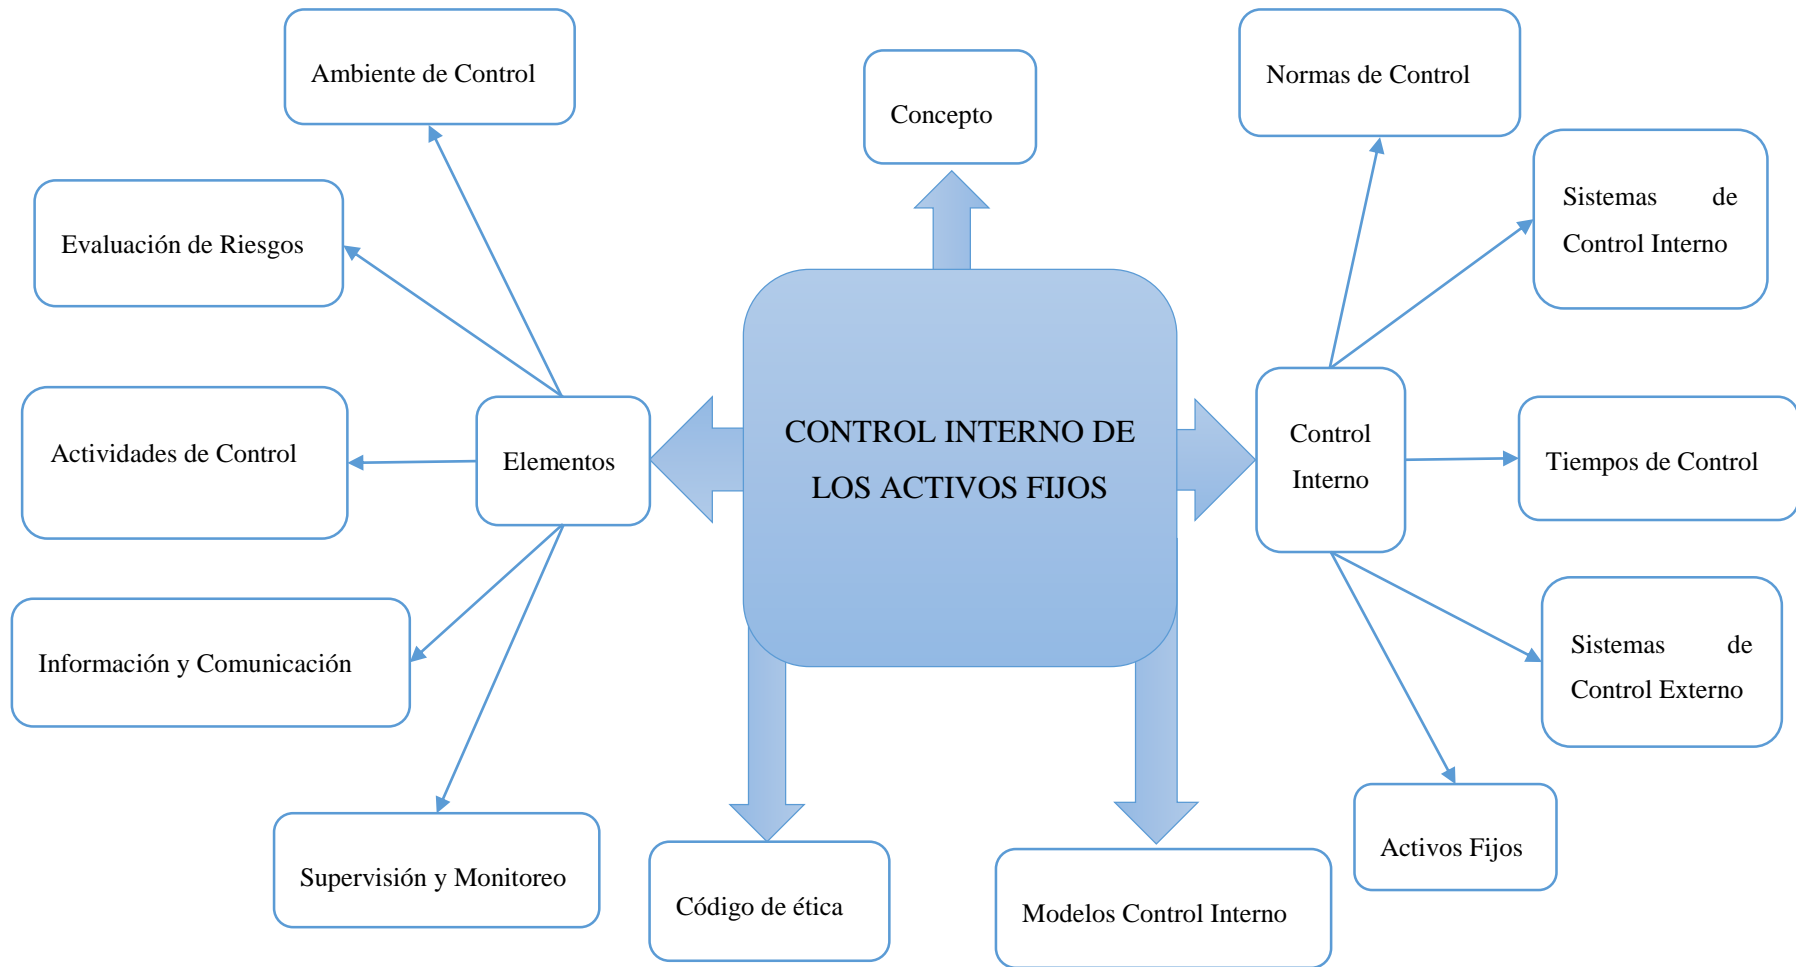 Ambiente de Control
Normas de Control
Concepto
Sistemas de
Control Interno
Evaluación de Riesgos
CONTROL INTERNO DE
LOS ACTIVOS FIJOS
Control
Interno
Actividades de Control
Elementos
Tiempos de Control
Información y Comunicación
Sistemas de
Control Externo
Activos Fijos
Supervisión y Monitoreo
Código de ética
Modelos Control Interno